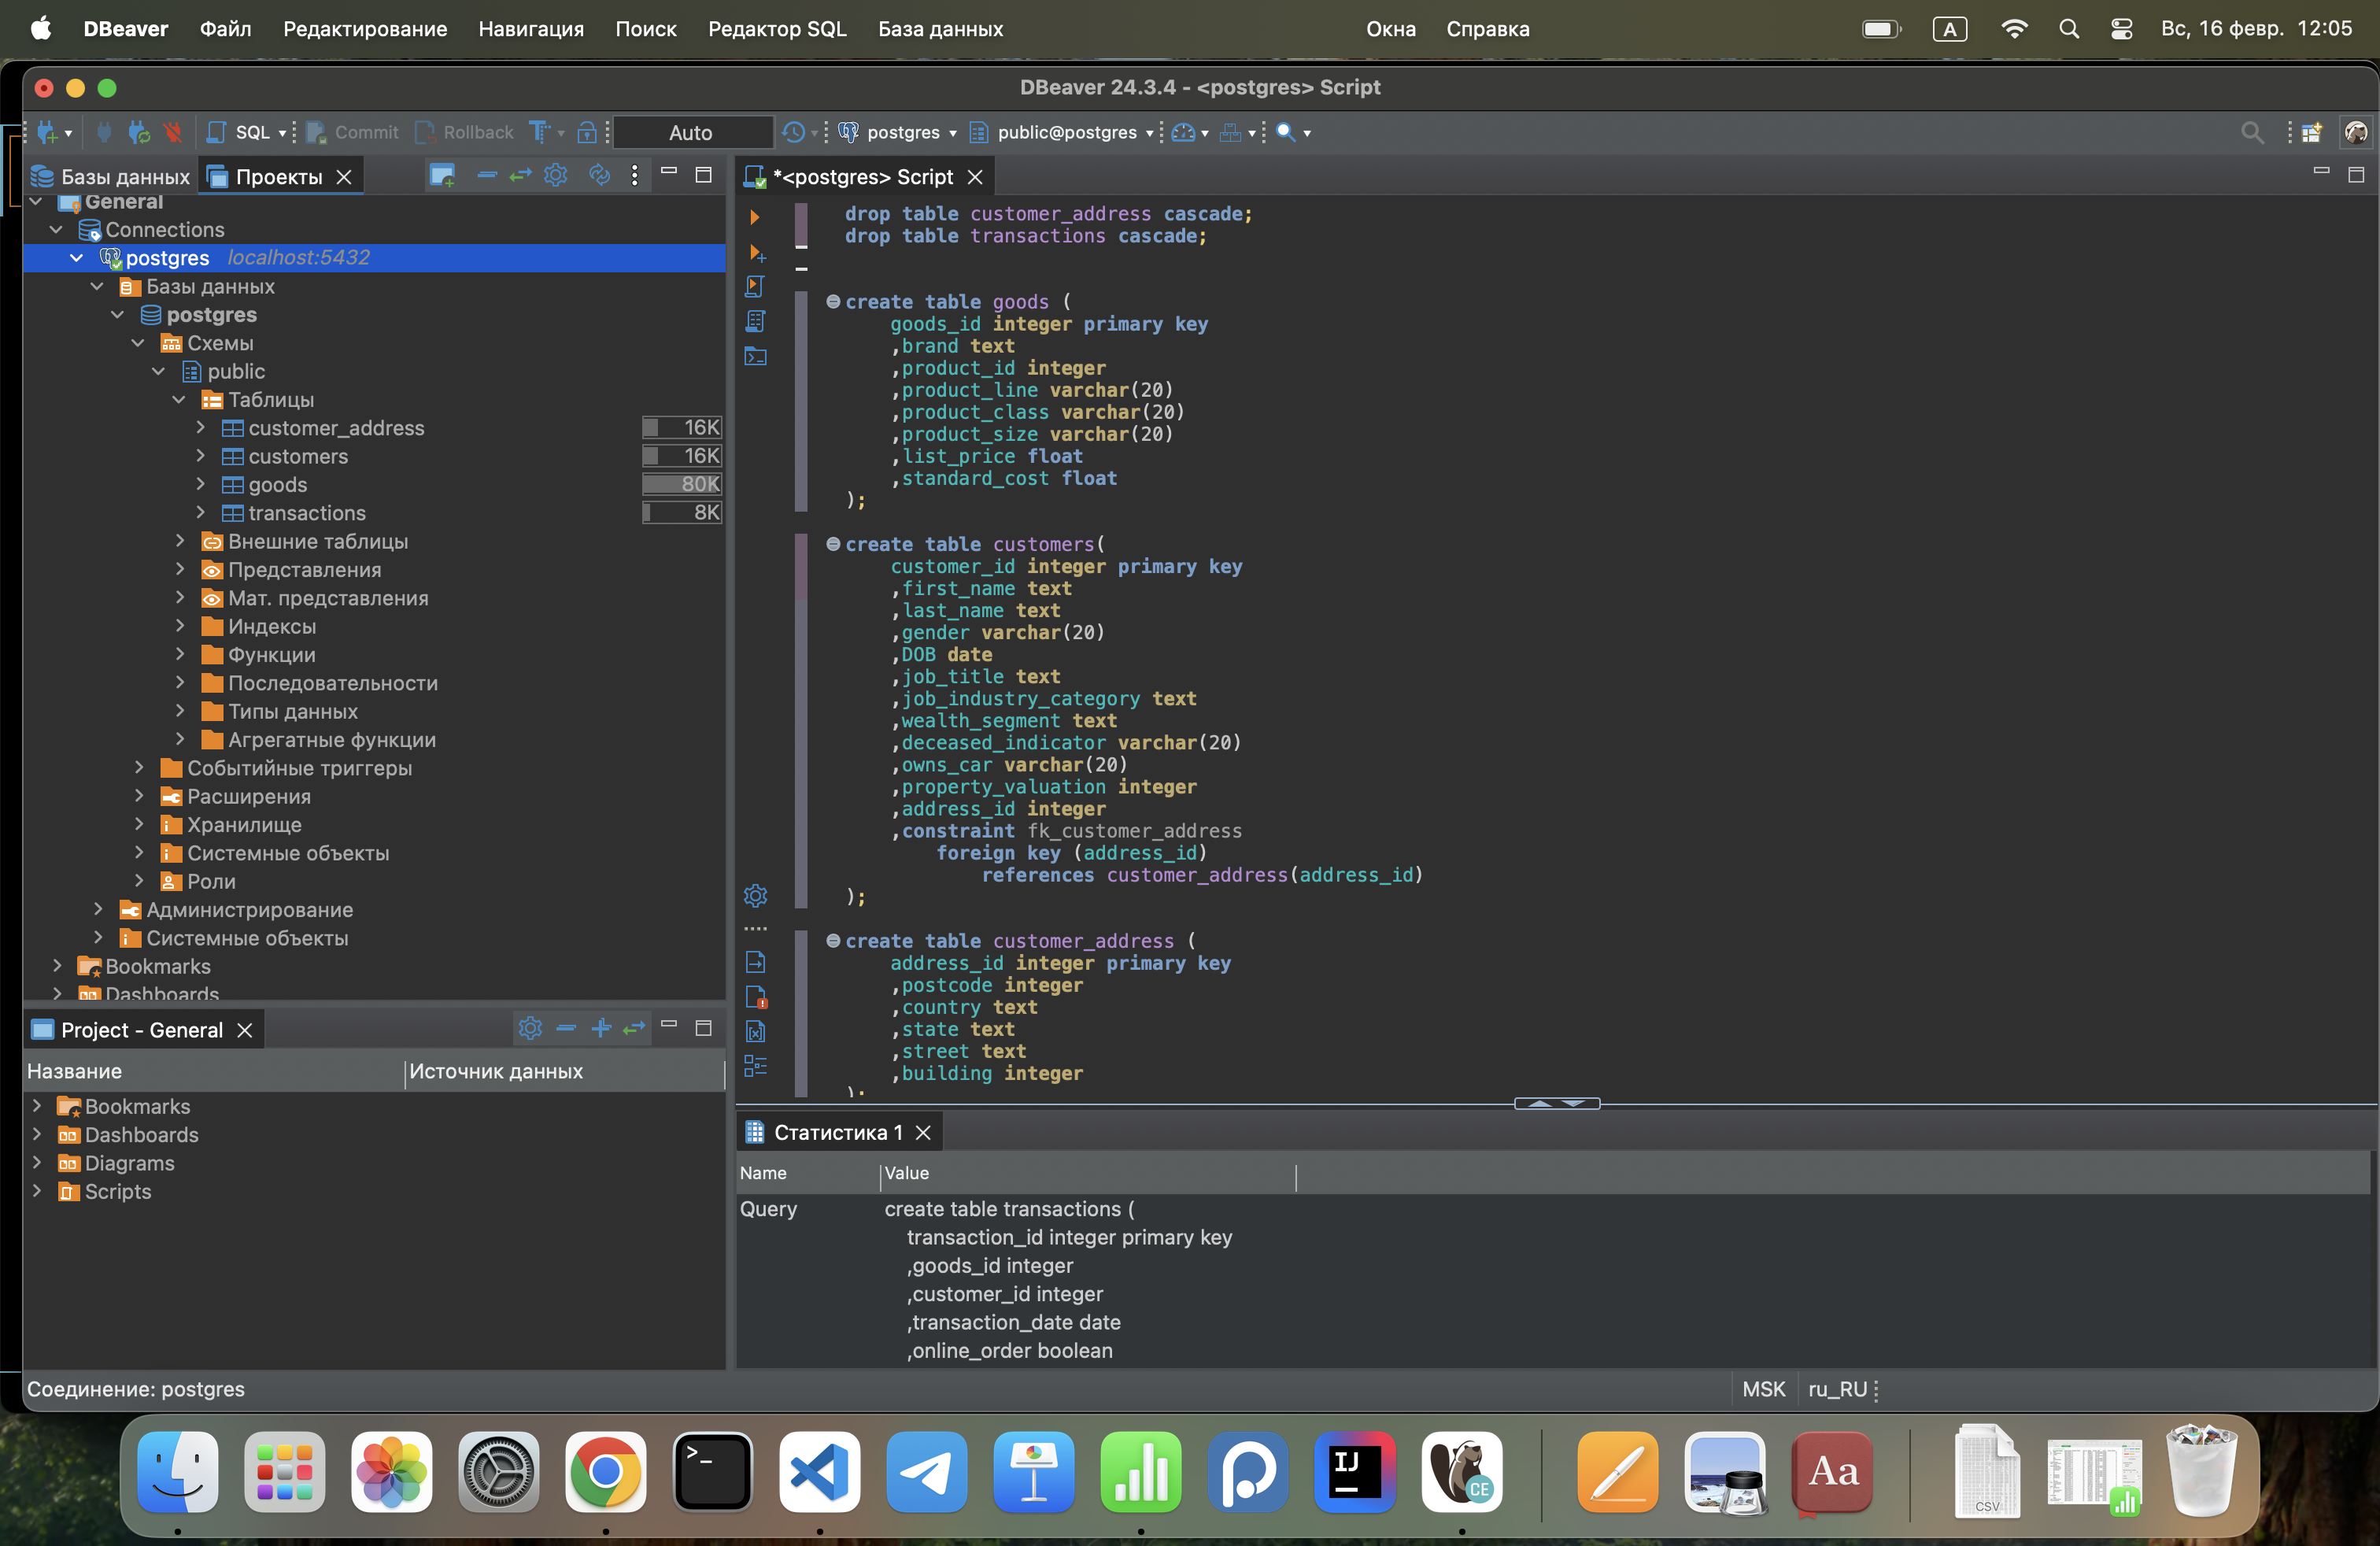 DBeaver Файл Редактирование Навигация Поиск Редактор SQL База данных Окна Справка A Вс, 16 февр. 12:05
DBeaver 24.3.4 - <postgres> Script
SQL Commit Rollback Auto postgres public@postgres
Базы данных Проекты
General
Connections
postgres localhost:5432
Базы данных
postgres
Схемы
public
Таблицы
customer_address 16K
customers 16K
goods 80K
transactions 8K
Внешние таблицы
Представления
Мат. представления
Индексы
Функции
Последовательности
Типы данных
Агрегатные функции
Событийные триггеры
Расширения
Хранилище
Системные объекты
Роли
Администрирование
Системные объекты
Bookmarks
Dashboards
Project - General
Название Источник данных
Bookmarks
Dashboards
Diagrams
Scripts
*<postgres> Script
drop table customer_address cascade;
drop table transactions cascade;
create table goods (
goods_id integer primary key
,brand text
,product_id integer
,product_line varchar(20)
,product_class varchar(20)
,product_size varchar(20)
,list_price float
,standard_cost float
);
create table customers(
customer_id integer primary key
,first_name text
,last_name text
,gender varchar(20)
,DOB date
,job_title text
,job_industry_category text
,wealth_segment text
,deceased_indicator varchar(20)
,owns_car varchar(20)
,property_valuation integer
,address_id integer
,constraint fk_customer_address
foreign key (address_id)
references customer_address(address_id)
);
create table customer_address (
address_id integer primary key
,postcode integer
,country text
,state text
,street text
,building integer
);
Статистика 1
Name Value
Query create table transactions (
transaction_id integer primary key
,goods_id integer
,customer_id integer
,transaction_date date
,online_order boolean
Соединение: postgres MSK ru_RU
>_ IJ CE Aa CSV